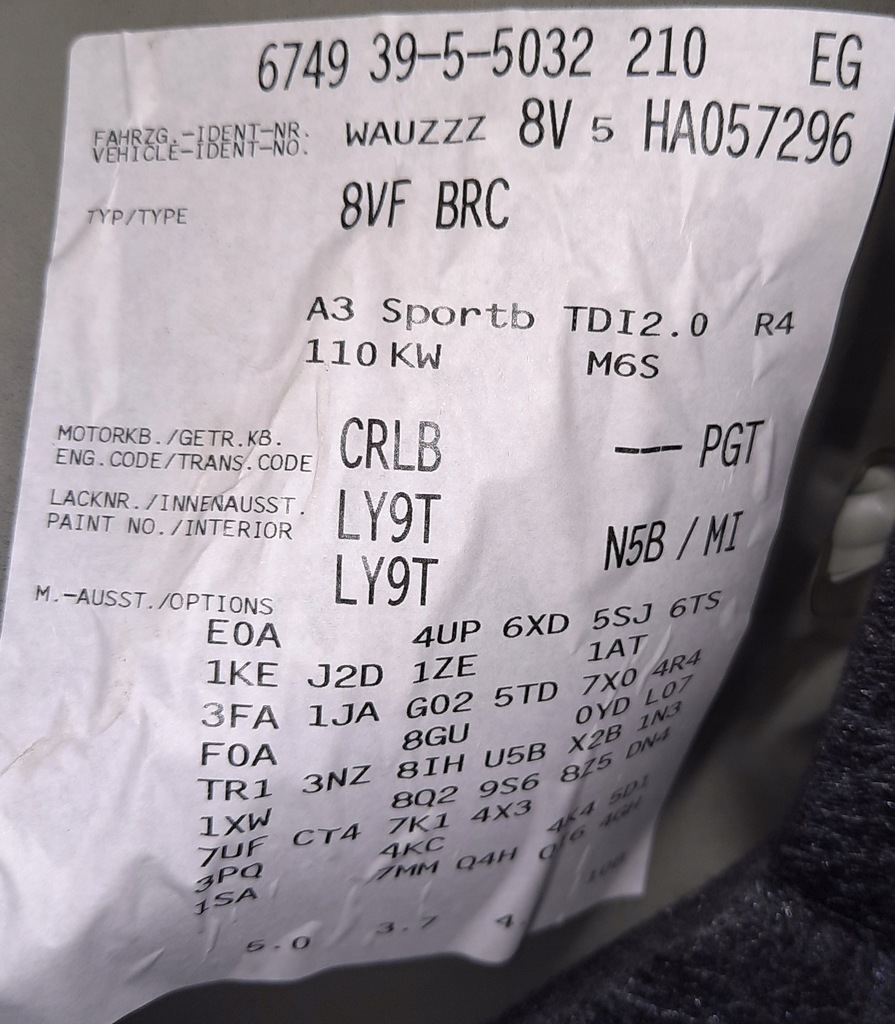 6749 39-5-5032 210 EG
FAHRZG.-IDENT-NR.
VEHICLE-IDENT-NO. WAUZZZ 8V 5 HA057296
TYP/TYPE 8VF BRC
A3 Sportb TDI2.0 R4
110 KW M6S
MOTORKB./GETR.KB.
ENG.CODE/TRANS.CODE CRLB --- PGT
LACKNR./INNENAUSST.
PAINT NO./INTERIOR LY9T N5B / MI
LY9T
M.-AUSST./OPTIONS
E0A 4UP 6XD 5SJ 6TS
1KE J2D 1ZE 1AT
3FA 1JA G02 5TD 7X0 4R4
F0A 8GU 0YD L07
TR1 3NZ 8IH U5B X2B 1N3
1XW 8Q2 9S6 8Z5 DN4
7UF CT4 7K1 4X3 4K4 5D1
3PQ 4KC
1SA 7MM Q4H 4GH
5.0 3.7 4.